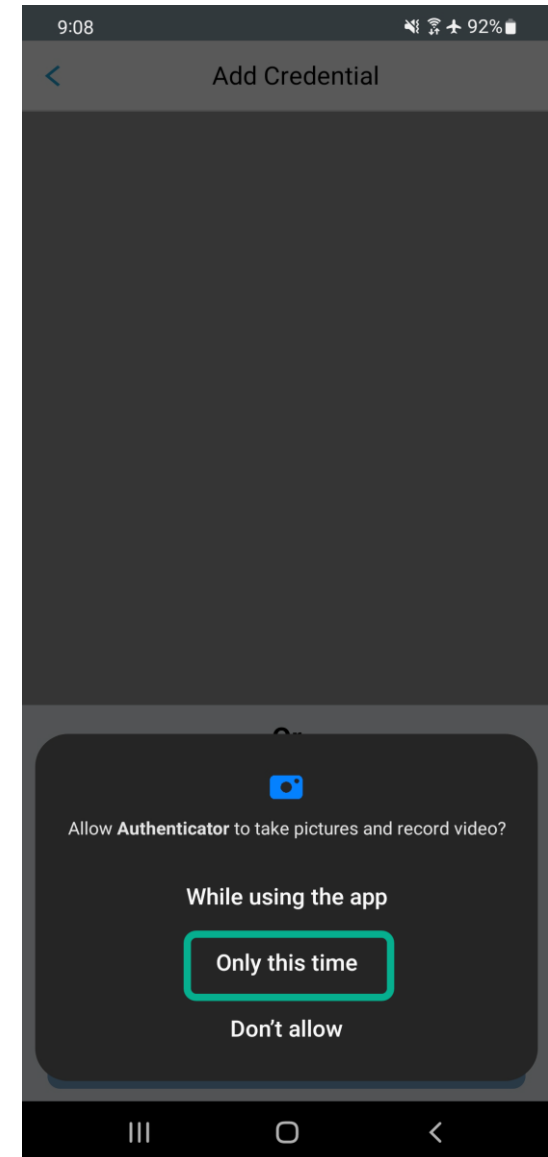 9:08
92%
Add Credential
Or
Allow Authenticator to take pictures and record video?
While using the app
Only this time
Don't allow